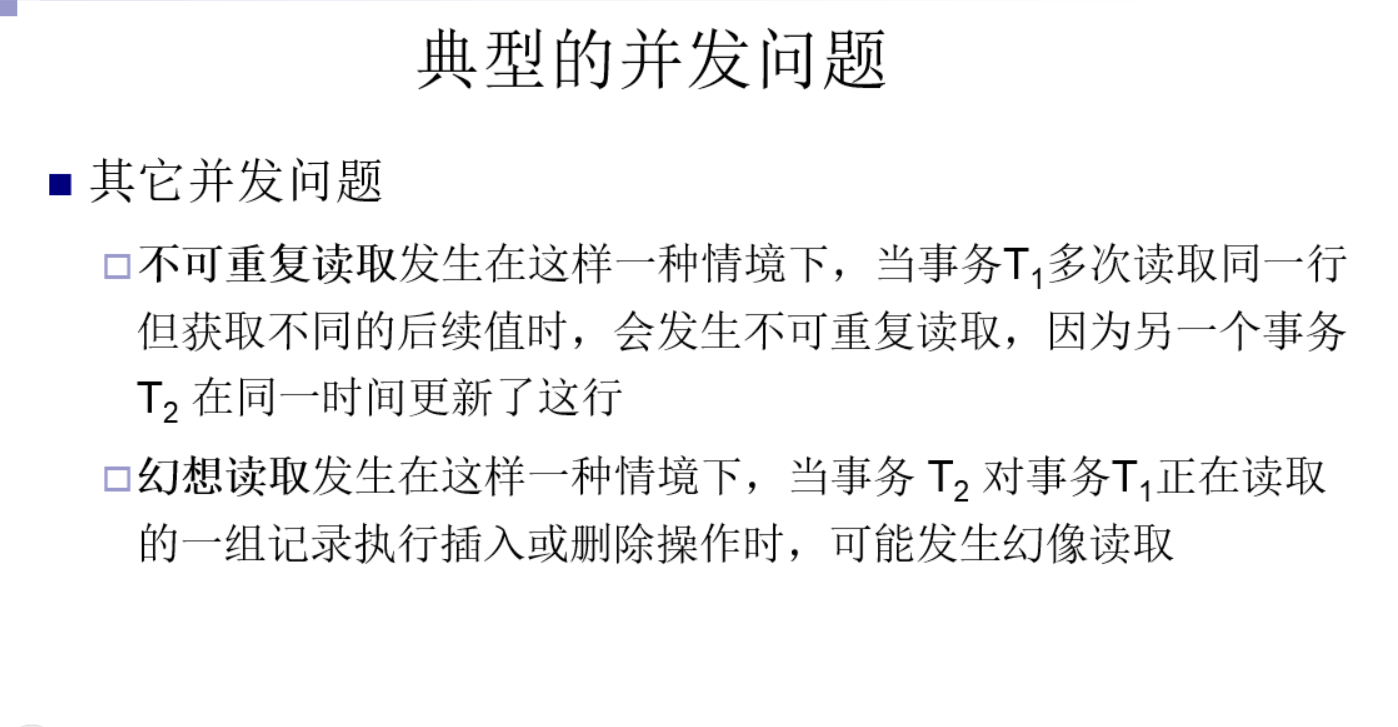 典型的并发问题
其它并发问题
不可重复读取发生在这样一种情境下，当事务T₁多次读取同一行
但获取不同的后续值时，会发生不可重复读取，因为另一个事务
T₂ 在同一时间更新了这行
幻想读取发生在这样一种情境下，当事务 T₂ 对事务T₁正在读取
的一组记录执行插入或删除操作时，可能发生幻像读取